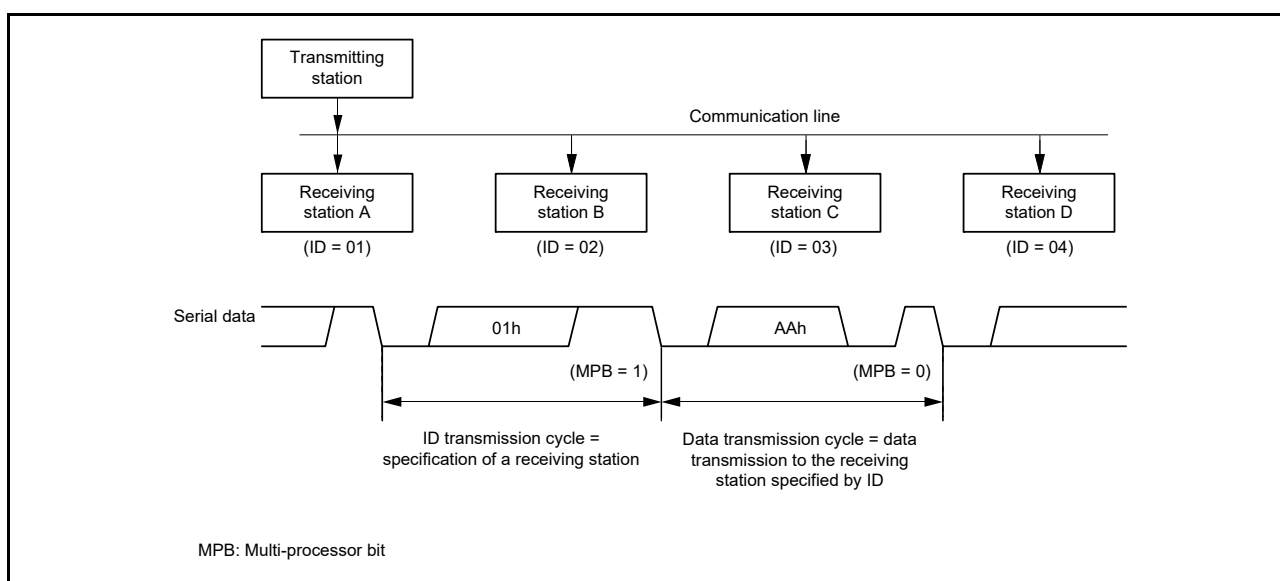 Transmitting
station
Communication line
Receiving
station A
Receiving
station B
Receiving
station C
Receiving
station D
(ID = 01)
(ID = 02)
(ID = 03)
(ID = 04)
Serial data
01h
AAh
(MPB = 1)
(MPB = 0)
ID transmission cycle =
specification of a receiving station
Data transmission cycle = data
transmission to the receiving
station specified by ID
MPB: Multi-processor bit